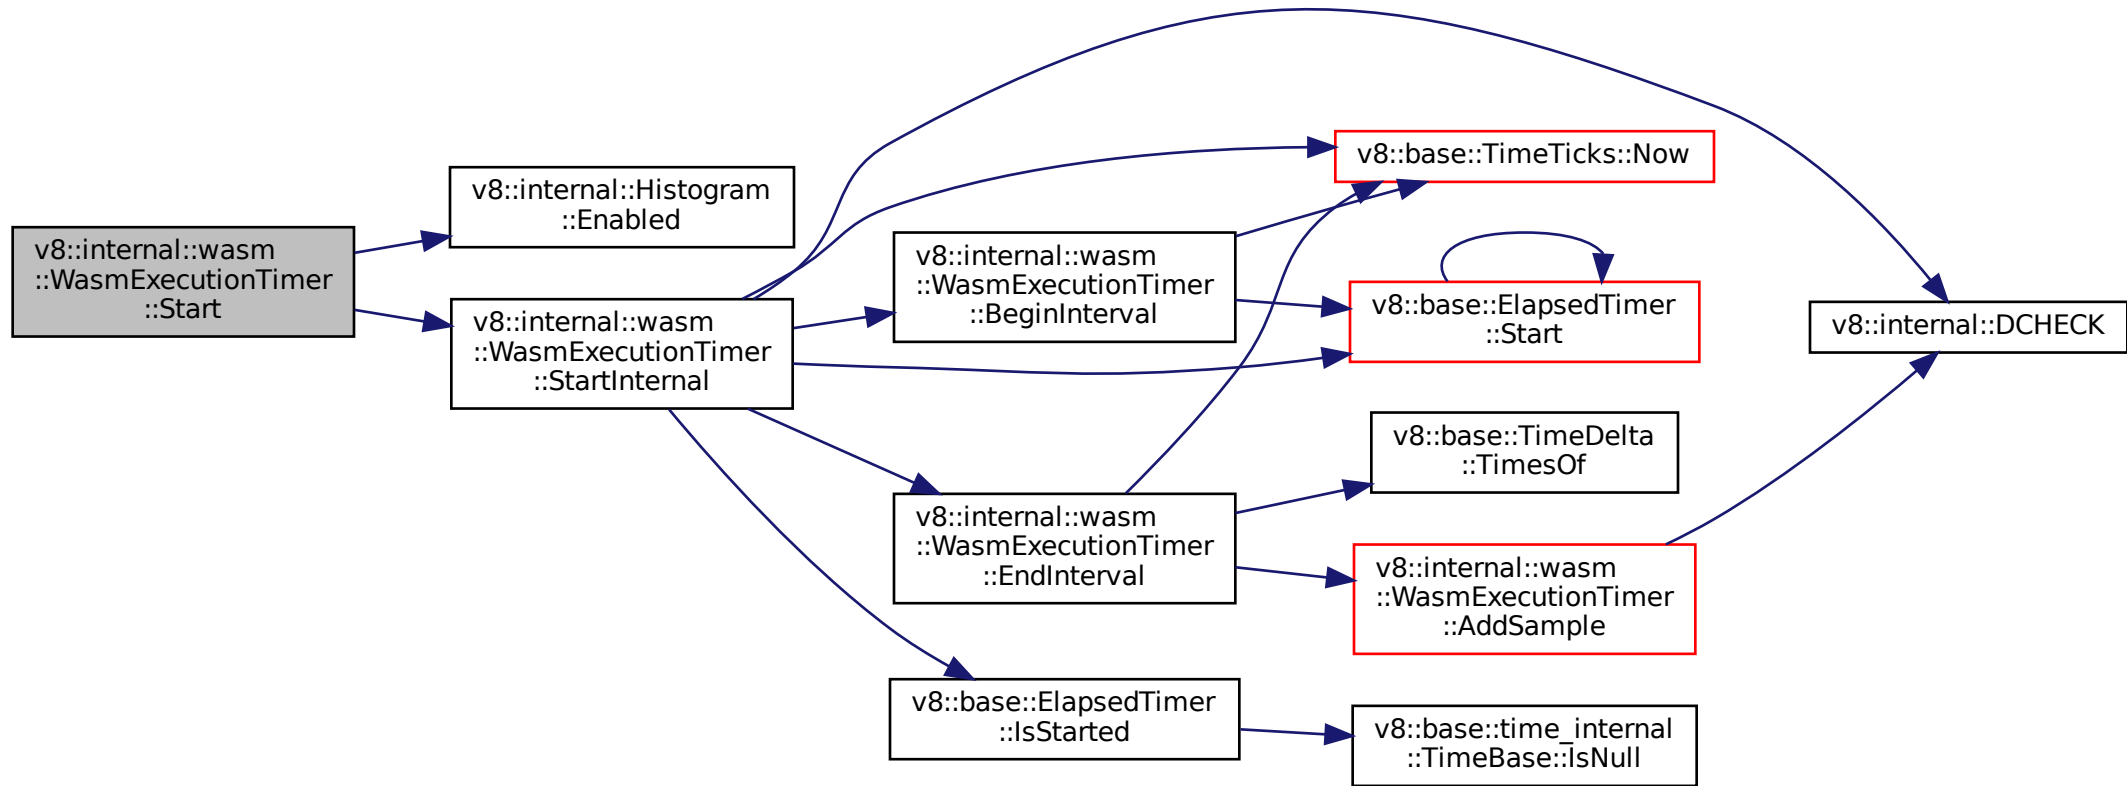 v8::internal::wasm
::WasmExecutionTimer
::Start
v8::internal::Histogram
::Enabled
v8::internal::wasm
::WasmExecutionTimer
::StartInternal
v8::internal::wasm
::WasmExecutionTimer
::BeginInterval
v8::internal::wasm
::WasmExecutionTimer
::EndInterval
v8::base::ElapsedTimer
::IsStarted
v8::base::TimeTicks::Now
v8::base::ElapsedTimer
::Start
v8::base::TimeDelta
::TimesOf
v8::internal::wasm
::WasmExecutionTimer
::AddSample
v8::base::time_internal
::TimeBase::IsNull
v8::internal::DCHECK